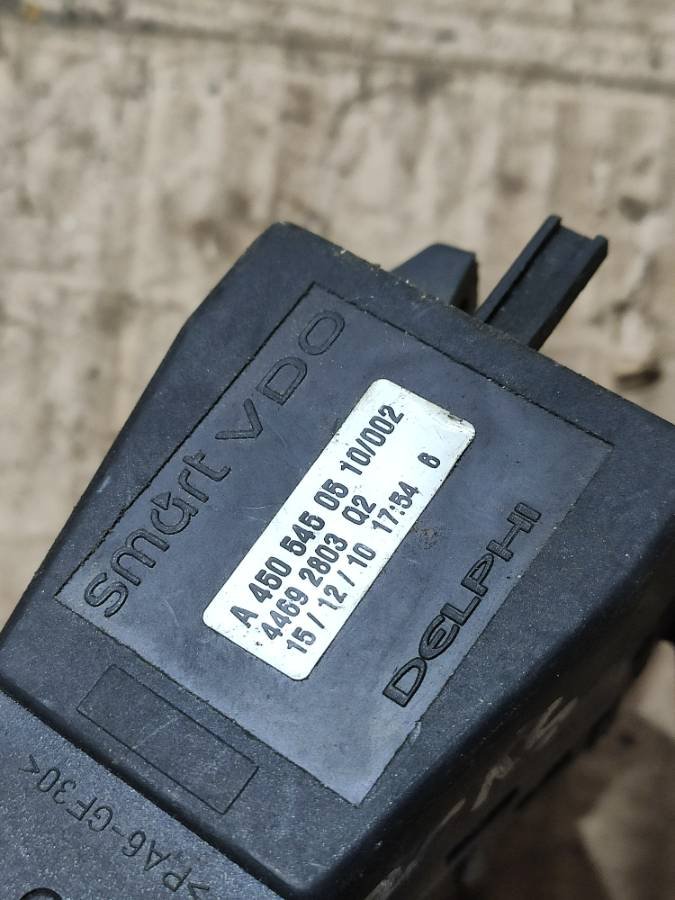 smart VDO
A 450 545 05 10/002
4469 2803 Q2
15 / 12 / 10 17:54 6
DELPHI
>PA6-GF30<